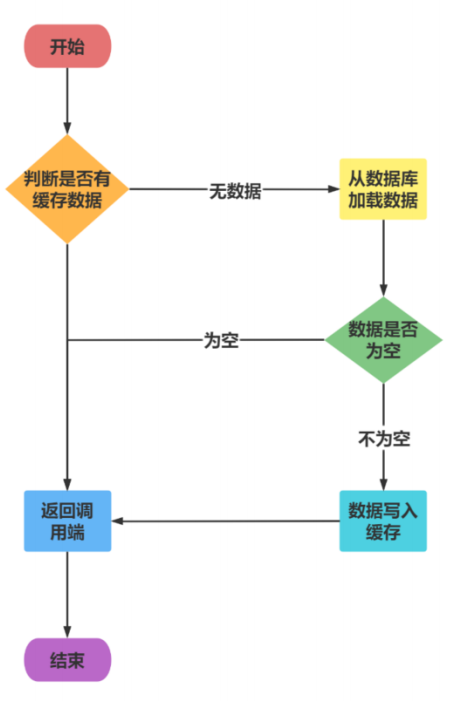 开始
判断是否有
缓存数据
无数据
从数据库
加载数据
数据是否
为空
为空
不为空
返回调
用端
数据写入
缓存
结束